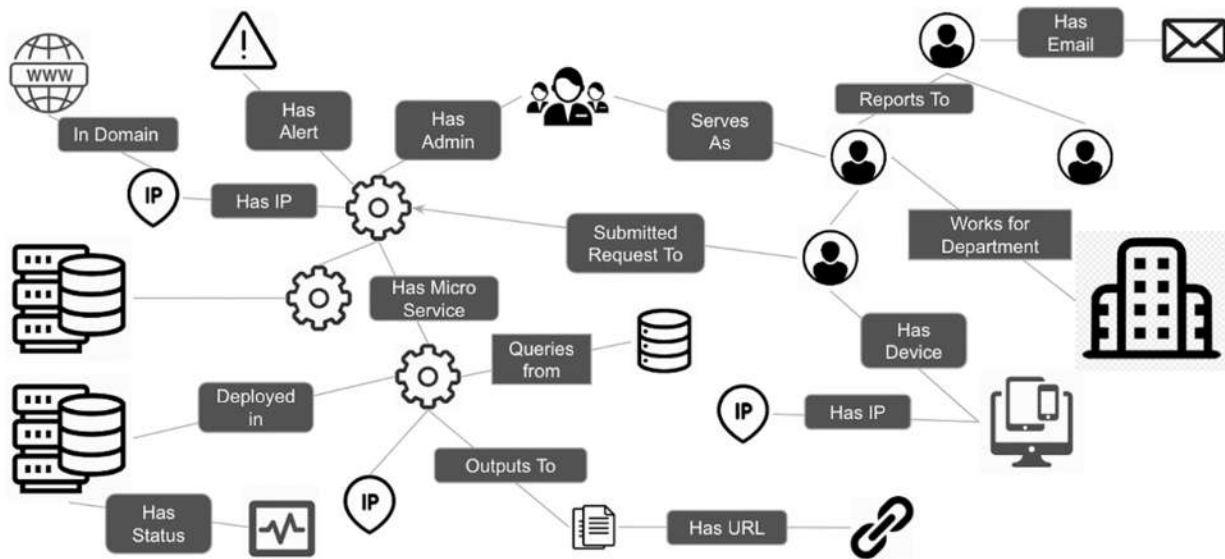 WWW
In Domain
Has
Alert
Has
Admin
Serves
As
Has
Email
Reports To
IP
Has IP
Submitted
Request To
Works for
Department
Has Micro
Service
Queries
from
Has
Device
Deployed
in
IP
Has IP
Outputs To
IP
Has
Status
Has URL